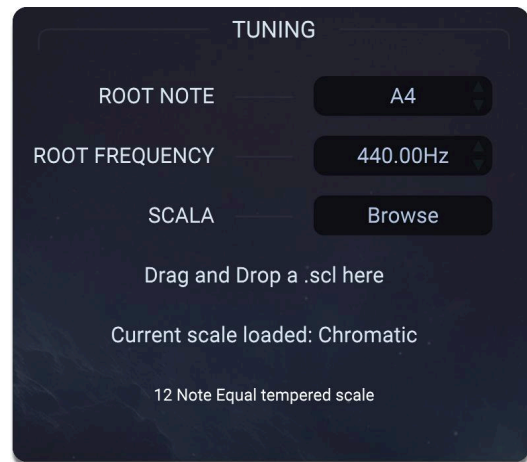 TUNING
ROOT NOTE A4
ROOT FREQUENCY 440.00Hz
SCALA Browse
Drag and Drop a .scl here
Current scale loaded: Chromatic
12 Note Equal tempered scale